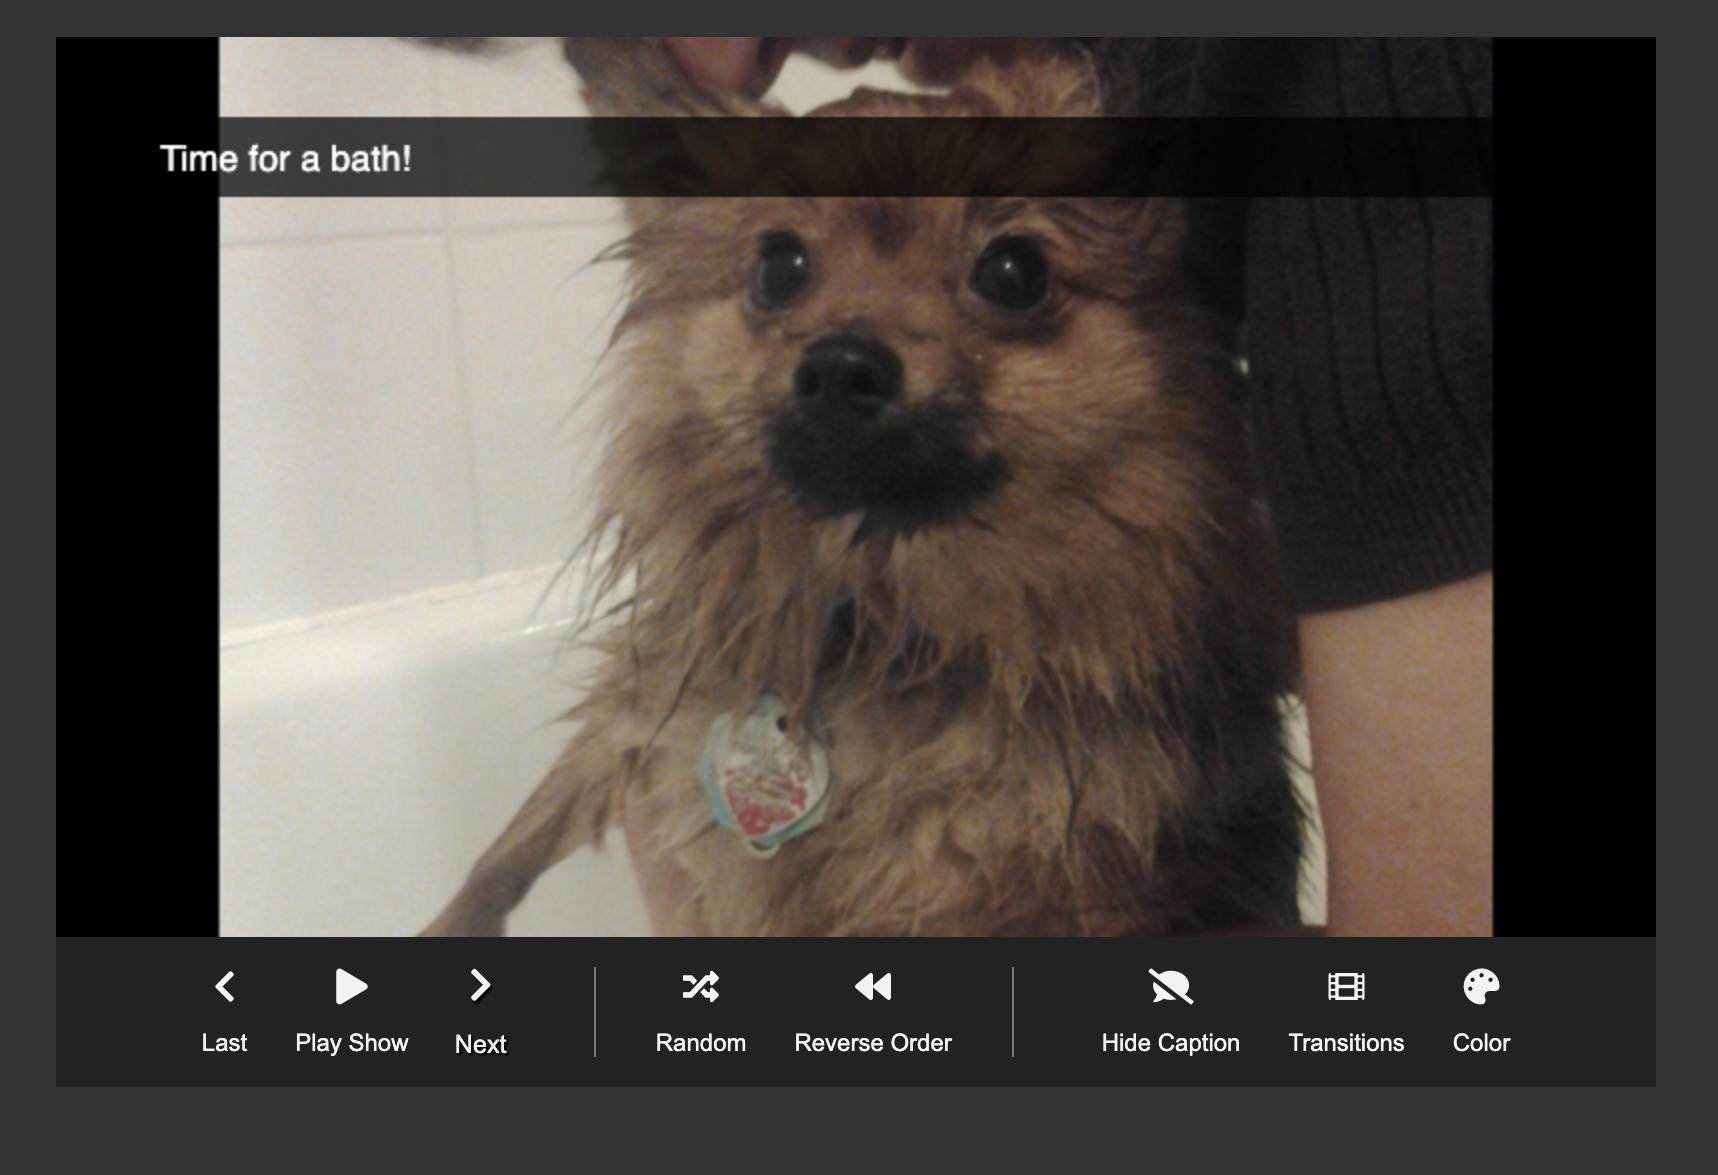 Time for a bath!
Last
Play Show
Next
Random
Reverse Order
Hide Caption
Transitions
Color